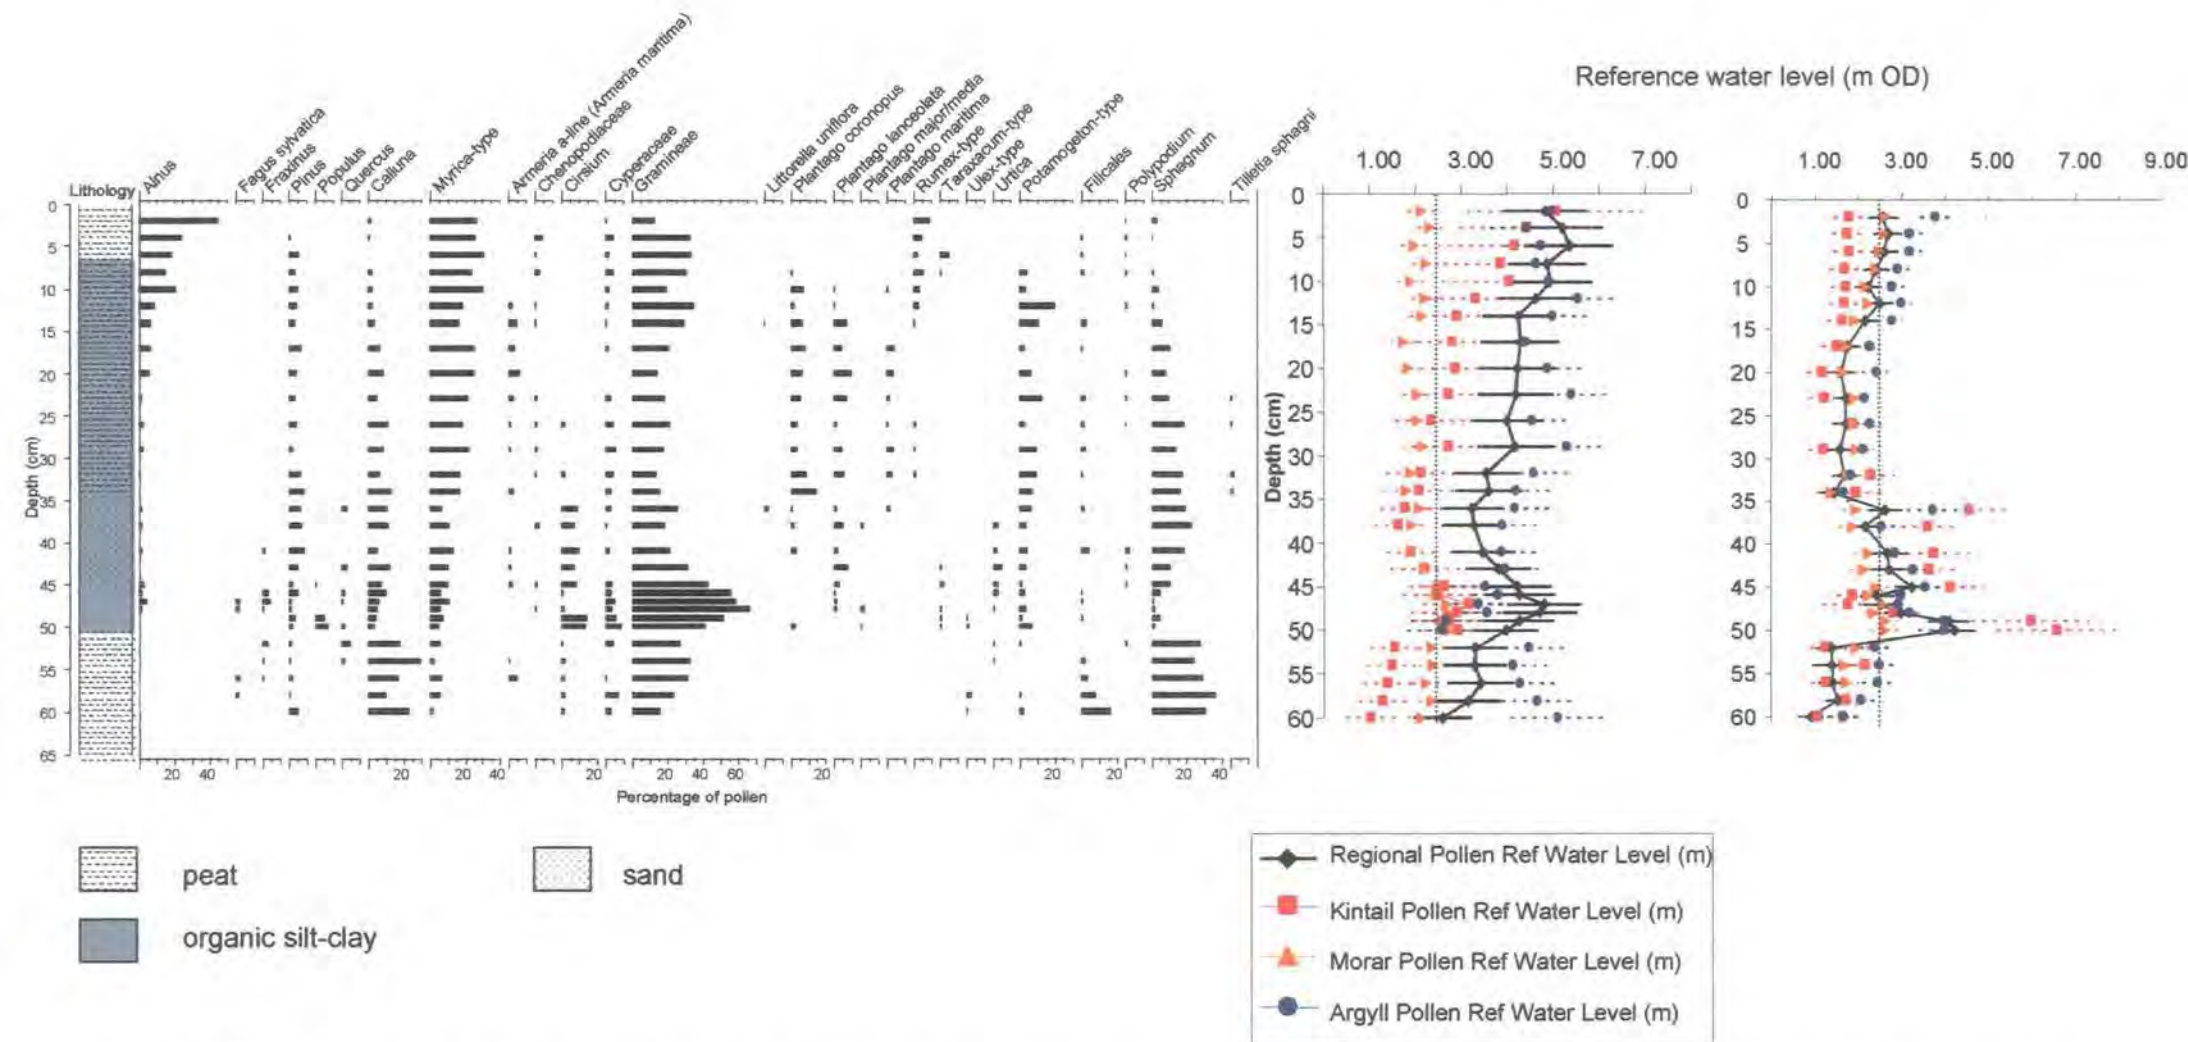 Reference water level (m OD)
Lithology
Alnus
Fagus sylvatica
Fraxinus
Pinus
Populus
Quercus
Calluna
Myrica-type
Armeria a-line (Armeria maritima)
Chenopodiaceae
Cirsium
Cyperaceae
Gramineae
Littorella uniflora
Plantago coronopus
Plantago lanceolata
Plantago major/media
Plantago maritima
Rumex-type
Taraxacum-type
Ulex-type
Urtica
Potamogeton-type
Filicales
Polypodium
Sphagnum
Tilletia sphagni
Depth (cm)
0
5
10
15
20
25
30
35
40
45
50
55
60
65
20 40 20 20 40 20 20 40 60 20 20 20 20 40
Percentage of pollen
1.00 3.00 5.00 7.00
Depth (cm)
0
5
10
15
20
25
30
35
40
45
50
55
60
1.00 3.00 5.00 7.00 9.00
0
5
10
15
20
25
30
35
40
45
50
55
60
peat
sand
organic silt-clay
Regional Pollen Ref Water Level (m)
Kintail Pollen Ref Water Level (m)
Morar Pollen Ref Water Level (m)
Argyll Pollen Ref Water Level (m)